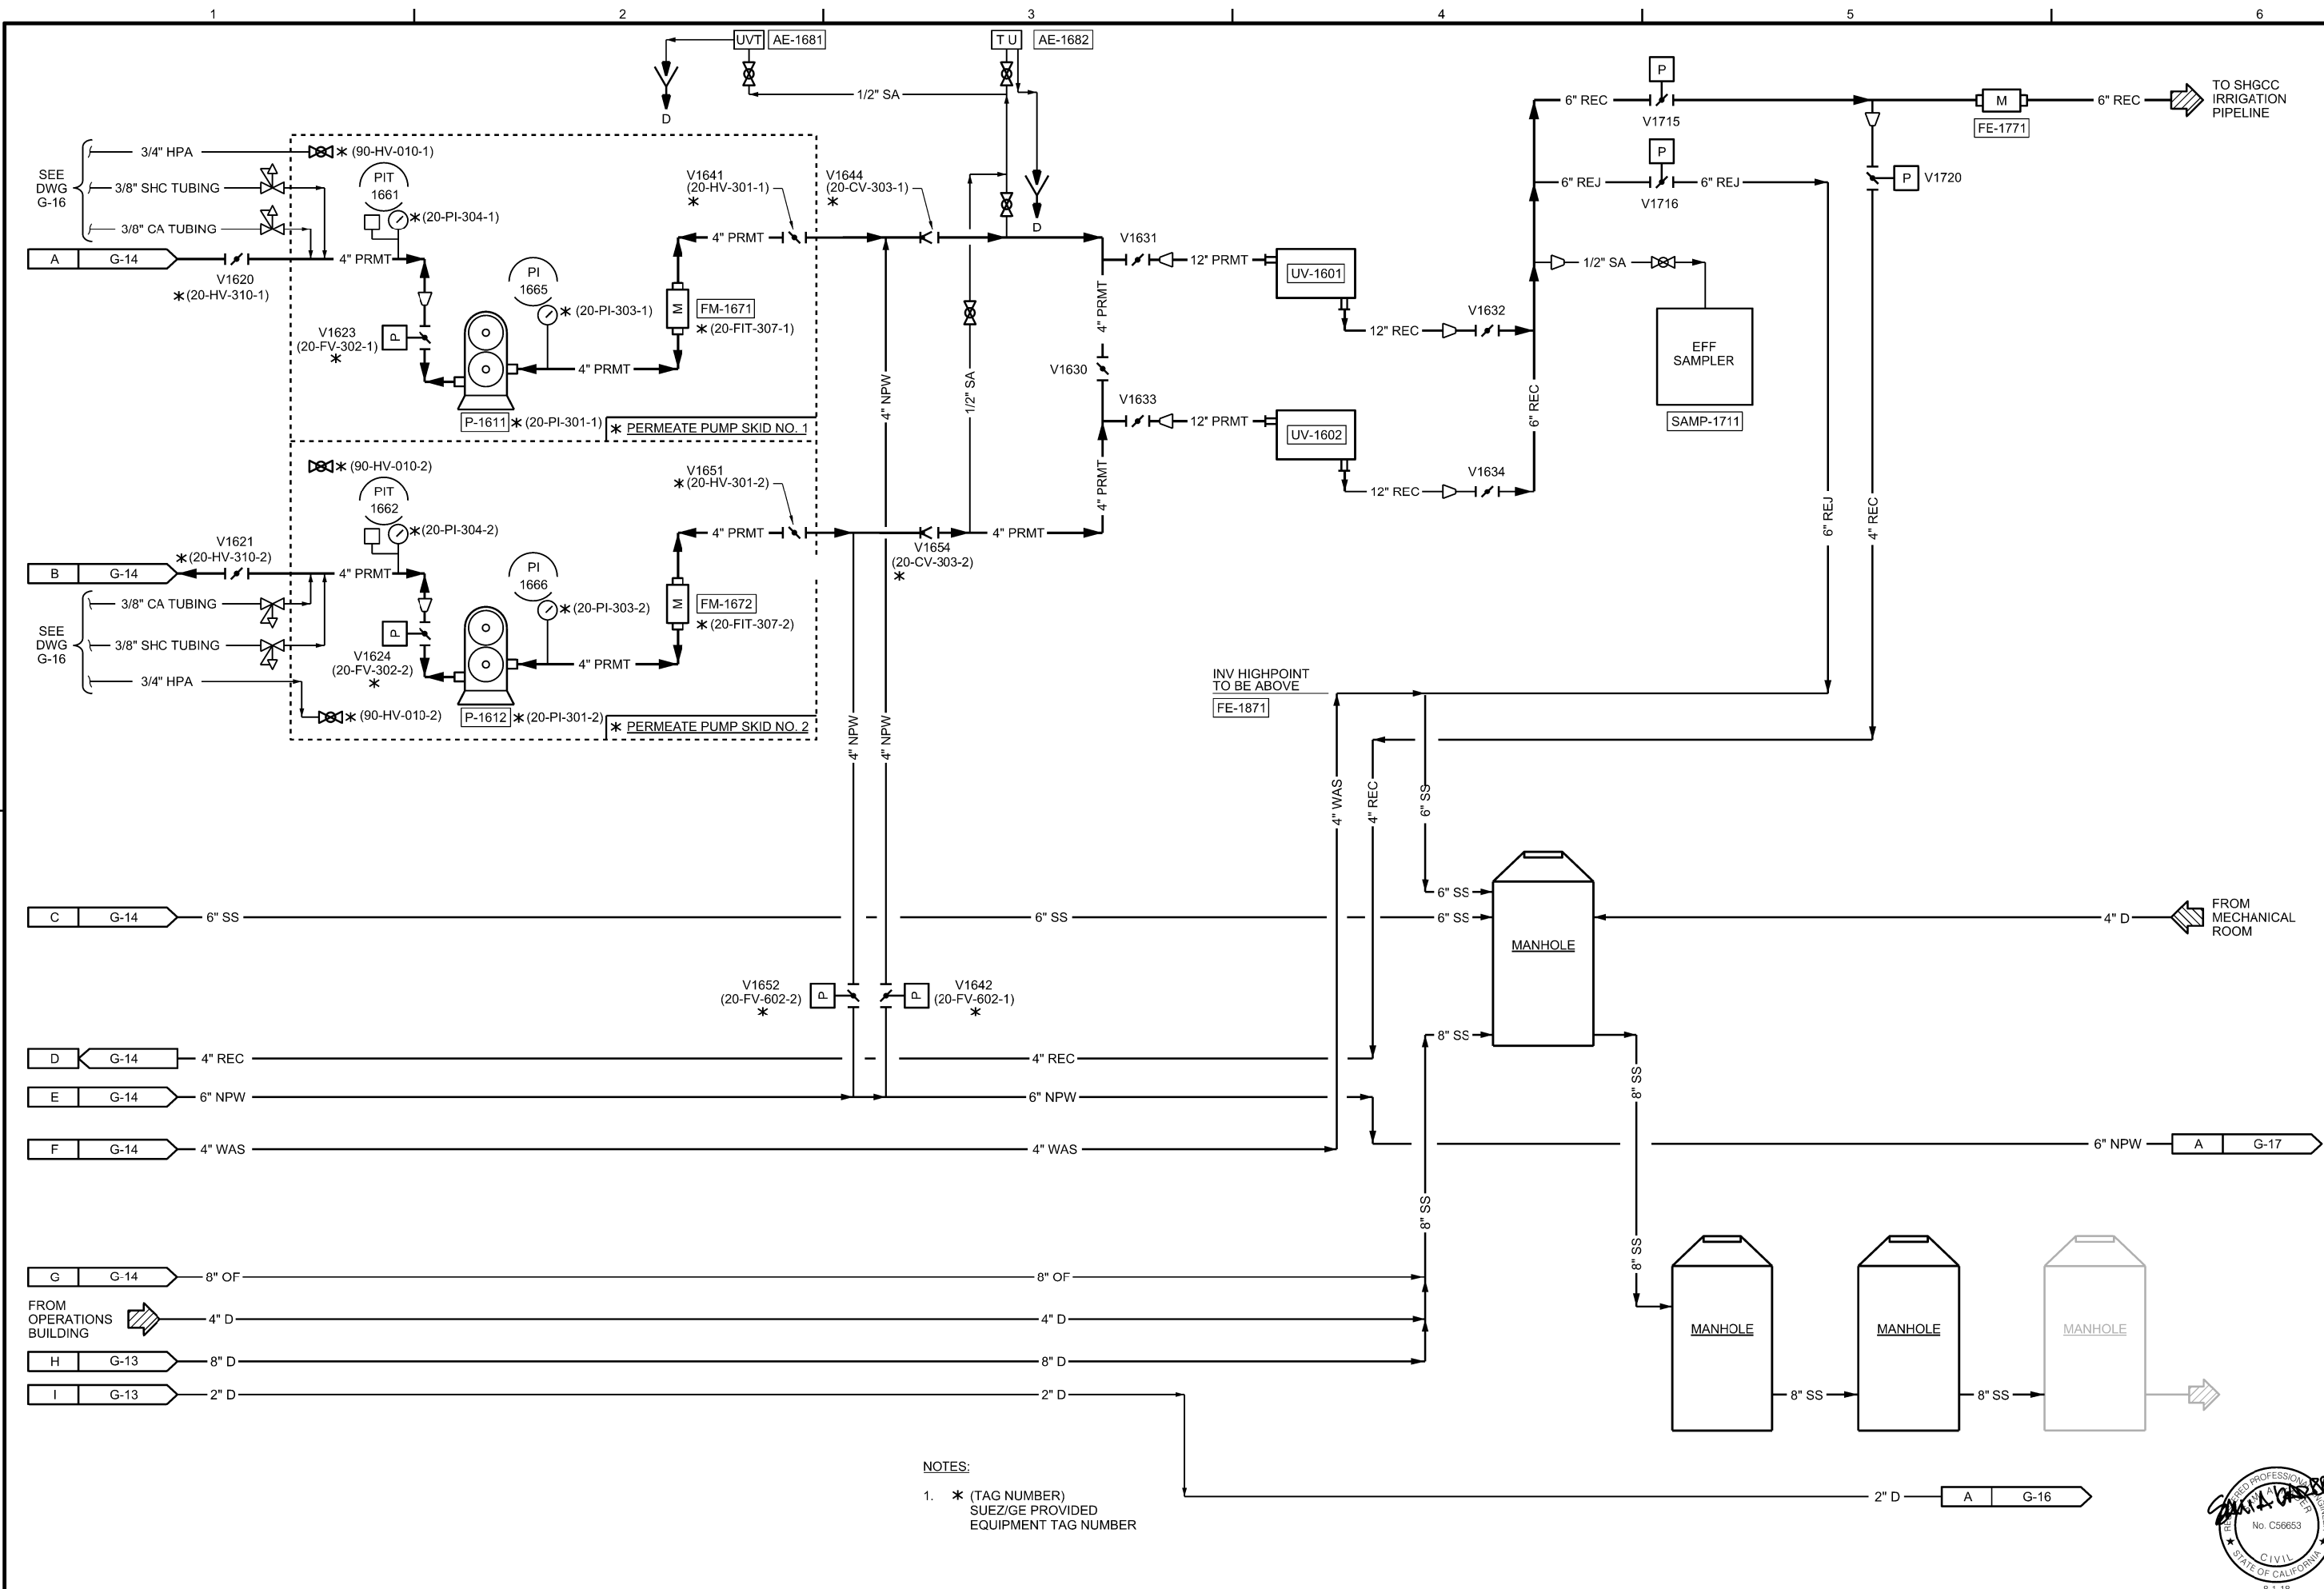 1 2 3 4 5 6
UVT AE-1681
T U AE-1682
1/2" SA
D
D
6" REC
P
V1715
6" REC
M
FE-1771
TO SHGCC
IRRIGATION
PIPELINE
6" REJ
P
V1716
6" REJ
P V1720
SEE
DWG
G-16
3/4" HPA
* (90-HV-010-1)
3/8" SHC TUBING
3/8" CA TUBING
PIT
1661
* (20-PI-304-1)
A G-14
V1620
* (20-HV-310-1)
4" PRMT
V1623
(20-FV-302-1)
*
P
PI
1665
* (20-PI-303-1)
M
FM-1671
* (20-FIT-307-1)
4" PRMT
4" PRMT
P-1611 * (20-PI-301-1)
* PERMEATE PUMP SKID NO. 1
V1641
(20-HV-301-1)
*
V1644
(20-CV-303-1)
*
4" NPW
1/2" SA
V1631
12" PRMT
4" PRMT
V1630
V1633
12" PRMT
4" PRMT
UV-1601
12" REC
V1632
UV-1602
12" REC
V1634
6" REC
1/2" SA
EFF
SAMPLER
SAMP-1711
6" REJ
4" REC
* (90-HV-010-2)
PIT
1662
* (20-PI-304-2)
V1621
* (20-HV-310-2)
B G-14
4" PRMT
3/8" CA TUBING
3/8" SHC TUBING
3/4" HPA
SEE
DWG
G-16
V1624
(20-FV-302-2)
*
P
* (90-HV-010-2)
PI
1666
* (20-PI-303-2)
M
FM-1672
* (20-FIT-307-2)
4" PRMT
4" PRMT
P-1612 * (20-PI-301-2)
* PERMEATE PUMP SKID NO. 2
V1651
* (20-HV-301-2)
V1654
(20-CV-303-2)
*
4" PRMT
4" NPW
4" NPW
INV HIGHPOINT
TO BE ABOVE
FE-1871
4" WAS
4" REC
6" SS
6" SS
C G-14 6" SS 6" SS 6" SS
MANHOLE
4" D
FROM
MECHANICAL
ROOM
V1652
(20-FV-602-2)
*
P
P
V1642
(20-FV-602-1)
*
8" SS
D G-14 4" REC 4" REC
E G-14 6" NPW 6" NPW
8" SS
F G-14 4" WAS 4" WAS
6" NPW A G-17
8" SS
8" SS
G G-14 8" OF 8" OF
FROM
OPERATIONS
BUILDING
4" D 4" D
H G-13 8" D 8" D
I G-13 2" D 2" D
MANHOLE
MANHOLE
MANHOLE
8" SS
8" SS
NOTES:
1. * (TAG NUMBER)
SUEZ/GE PROVIDED
EQUIPMENT TAG NUMBER
2" D A G-16
REGISTERED PROFESSIONAL
No. C56653
CIVIL
STATE OF CALIFORNIA
8-1-18